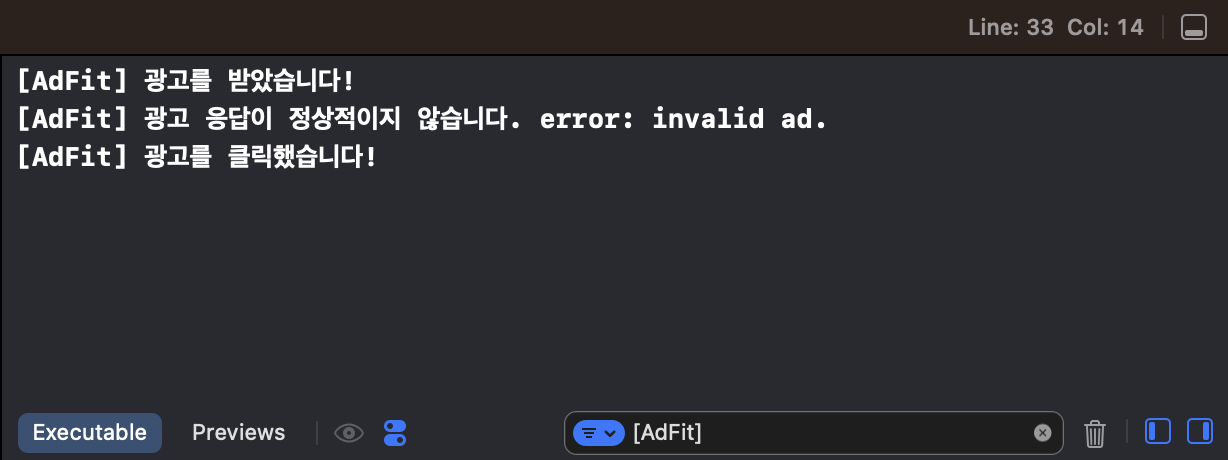 Line: 33 Col: 14
[AdFit] 광고를 받았습니다!
[AdFit] 광고 응답이 정상적이지 않습니다. error: invalid ad.
[AdFit] 광고를 클릭했습니다!
Executable Previews [AdFit]